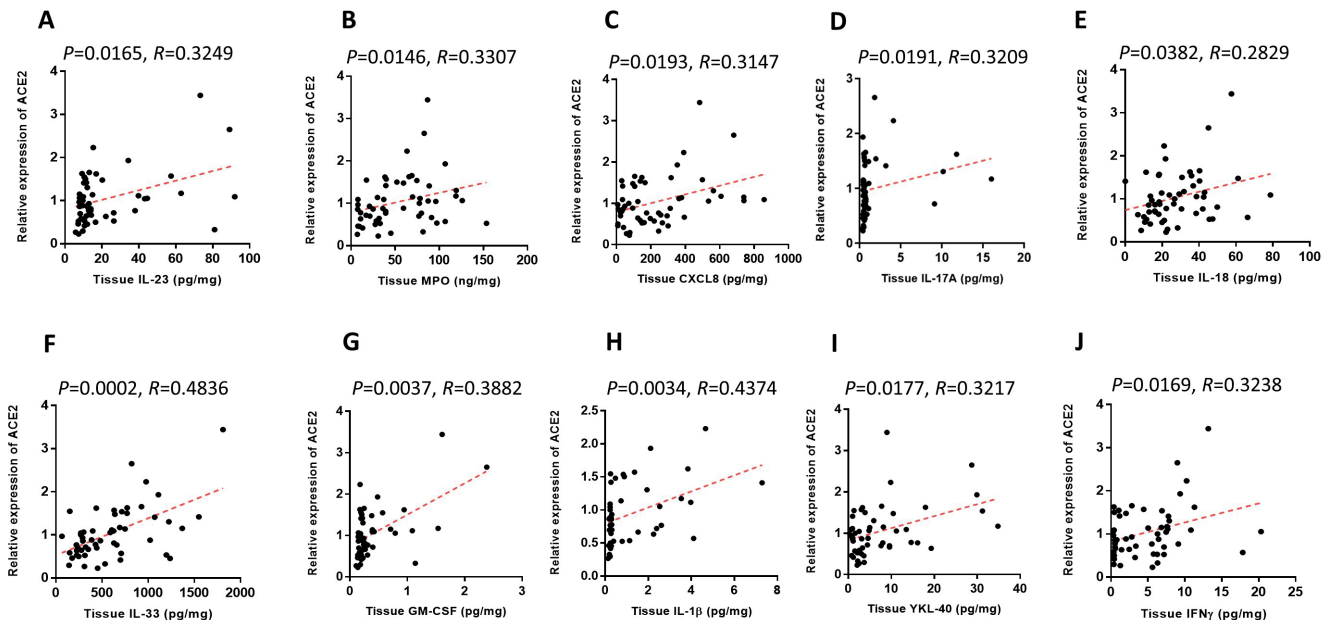 A
P=0.0165, R=0.3249
Relative expression of ACE2
4
3
2
1
0
0 20 40 60 80 100
Tissue IL-23 (pg/mg)
B
P=0.0146, R=0.3307
Relative expression of ACE2
4
3
2
1
0
0 50 100 150 200
Tissue MPO (ng/mg)
C
P=0.0193, R=0.3147
Relative expression of ACE2
4
3
2
1
0
0 200 400 600 800 1000
Tissue CXCL8 (pg/mg)
D
P=0.0191, R=0.3209
Relative expression of ACE2
3
2
1
0
0 5 10 15 20
Tissue IL-17A (pg/mg)
E
P=0.0382, R=0.2829
Relative expression of ACE2
4
3
2
1
0
0 20 40 60 80 100
Tissue IL-18 (pg/mg)
F
P=0.0002, R=0.4836
Relative expression of ACE2
4
3
2
1
0
0 500 1000 1500 2000
Tissue IL-33 (pg/mg)
G
P=0.0037, R=0.3882
Relative expression of ACE2
4
3
2
1
0
0 1 2 3
Tissue GM-CSF (pg/mg)
H
P=0.0034, R=0.4374
Relative expression of ACE2
2.5
2.0
1.5
1.0
0.5
0.0
0 2 4 6 8
Tissue IL-1β (pg/mg)
I
P=0.0177, R=0.3217
Relative expression of ACE2
4
3
2
1
0
0 10 20 30 40
Tissue YKL-40 (pg/mg)
J
P=0.0169, R=0.3238
Relative expression of ACE2
4
3
2
1
0
0 5 10 15 20 25
Tissue IFNγ (pg/mg)